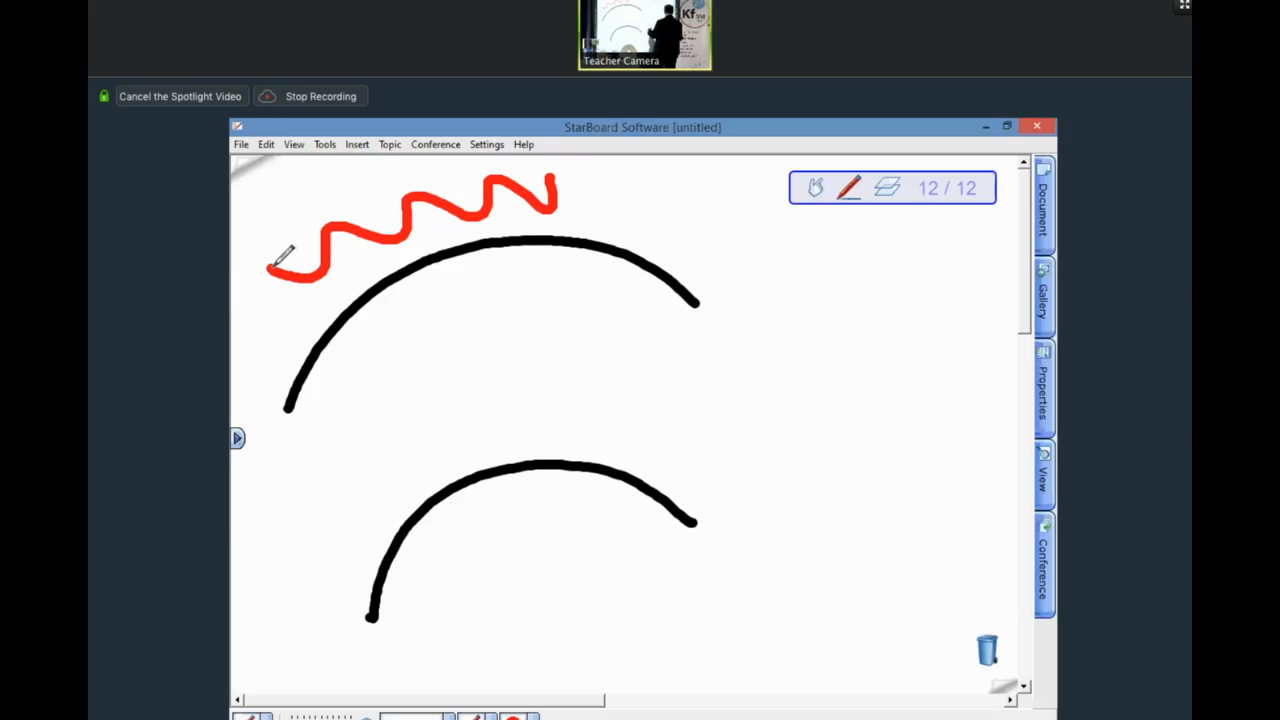 Kf
Teacher Camera
Cancel the Spotlight Video
Stop Recording
StarBoard Software [untitled]
File Edit View Tools Insert Topic Conference Settings Help
12 / 12
Document
Gallery
Properties
View
Conference